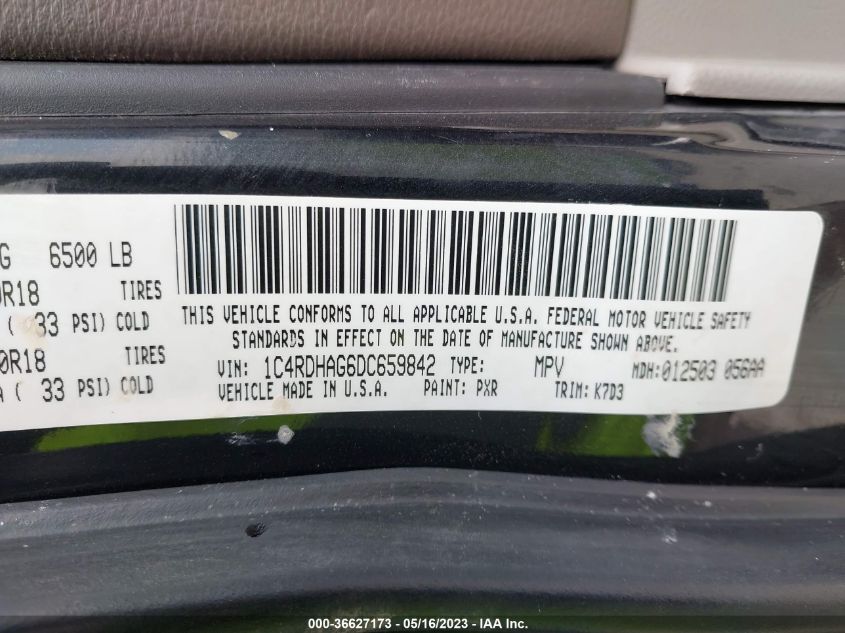 G 6500 LB
0R18 TIRES
( 33 PSI) COLD
0R18 TIRES
A ( 33 PSI) COLD
THIS VEHICLE CONFORMS TO ALL APPLICABLE U.S.A. FEDERAL MOTOR VEHICLE SAFETY
STANDARDS IN EFFECT ON THE DATE OF MANUFACTURE SHOWN ABOVE.
VIN: 1C4RDHAG6DC659842 TYPE: MPV MDH:012503 056AA
VEHICLE MADE IN U.S.A. PAINT: PXR TRIM: K7D3
000-36627173 - 05/16/2023 - IAA Inc.